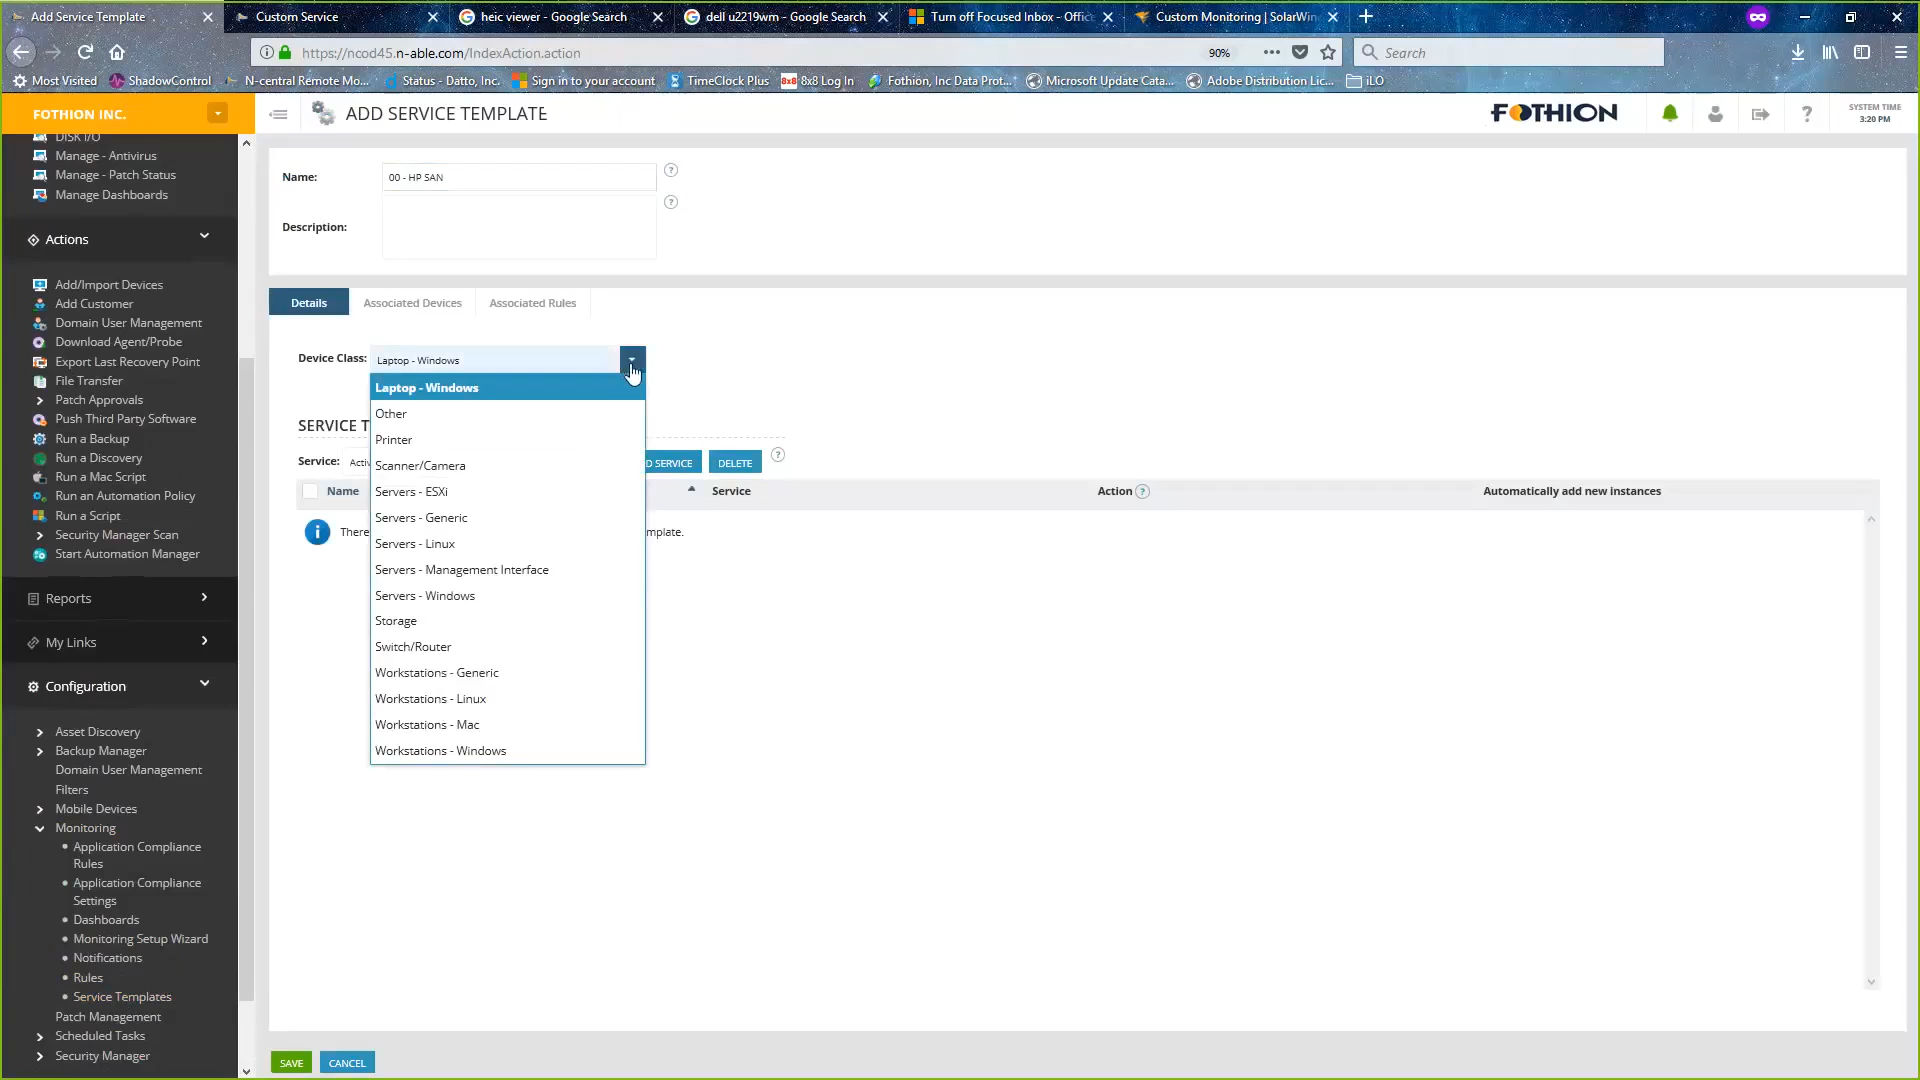 Add Service Template
Custom Service
heic viewer - Google Search
dell u2219wm - Google Search
Turn off Focused Inbox - Offic
Custom Monitoring | SolarWin
https://ncod45.n-able.com/IndexAction.action
90%
Search
Most Visited
ShadowControl
N-central Remote Mo...
Status - Datto, Inc.
Sign in to your account
TimeClock Plus
8x8 Log In
Fothion, Inc Data Prot...
Microsoft Update Cata...
Adobe Distribution Lic...
iLO
FOTHION INC.
ADD SERVICE TEMPLATE
FOTHION
SYSTEM TIME
3:20 PM
DISK I/O
Manage - Antivirus
Manage - Patch Status
Manage Dashboards
Actions
Add/Import Devices
Add Customer
Domain User Management
Download Agent/Probe
Export Last Recovery Point
File Transfer
Patch Approvals
Push Third Party Software
Run a Backup
Run a Discovery
Run a Mac Script
Run an Automation Policy
Run a Script
Security Manager Scan
Start Automation Manager
Reports
My Links
Configuration
Asset Discovery
Backup Manager
Domain User Management
Filters
Mobile Devices
Monitoring
Application Compliance
Rules
Application Compliance
Settings
Dashboards
Monitoring Setup Wizard
Notifications
Rules
Service Templates
Patch Management
Scheduled Tasks
Security Manager
Name:
00 - HP SAN
Description:
Details
Associated Devices
Associated Rules
Device Class:
Laptop - Windows
Laptop - Windows
Other
Printer
Scanner/Camera
Servers - ESXi
Servers - Generic
Servers - Linux
Servers - Management Interface
Servers - Windows
Storage
Switch/Router
Workstations - Generic
Workstations - Linux
Workstations - Mac
Workstations - Windows
SERVICE T
Service:
Activ
D SERVICE
DELETE
Name
Service
Action
Automatically add new instances
There
mplate.
SAVE
CANCEL